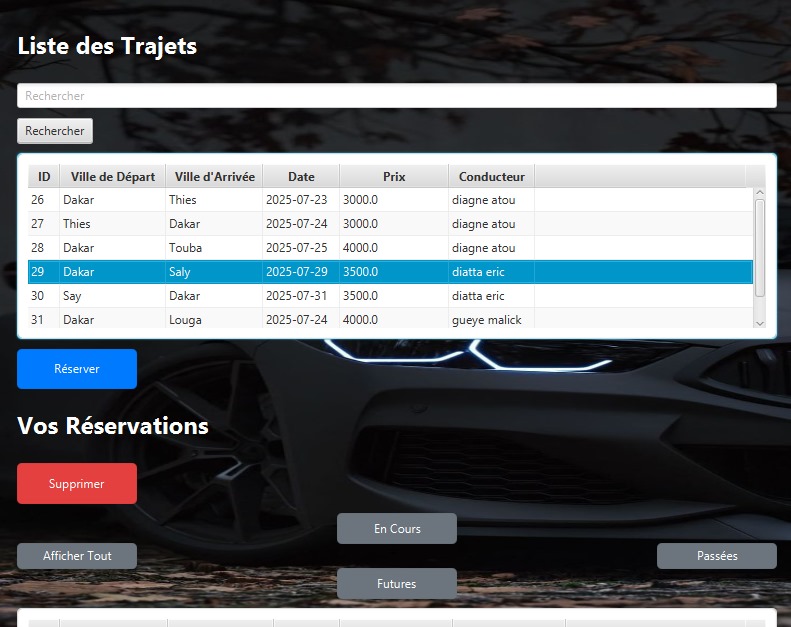 Liste des Trajets
Rechercher
Rechercher
ID Ville de Départ Ville d'Arrivée Date Prix Conducteur
26 Dakar Thies 2025-07-23 3000.0 diagne atou
27 Thies Dakar 2025-07-24 3000.0 diagne atou
28 Dakar Touba 2025-07-25 4000.0 diagne atou
29 Dakar Saly 2025-07-29 3500.0 diatta eric
30 Say Dakar 2025-07-31 3500.0 diatta eric
31 Dakar Louga 2025-07-24 4000.0 gueye malick
Réserver
Vos Réservations
Supprimer
En Cours
Afficher Tout Passées
Futures